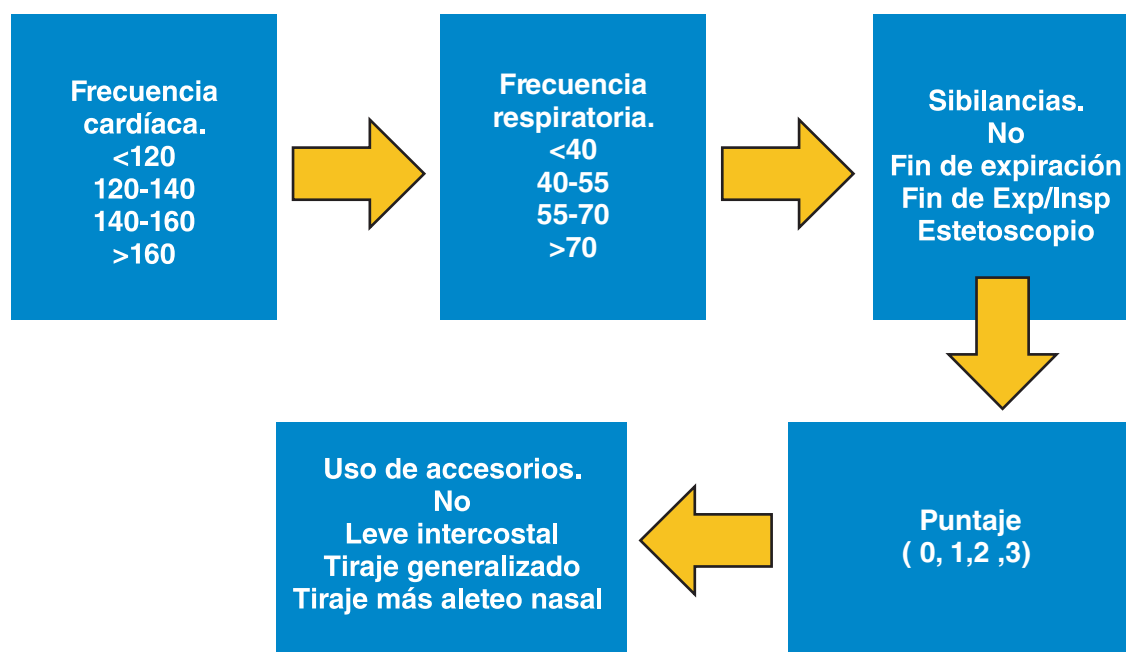 Frecuencia
cardíaca.
<120
120-140
140-160
>160
Frecuencia
respiratoria.
<40
40-55
55-70
>70
Sibilancias.
No
Fin de expiración
Fin de Exp/Insp
Estetoscopio
Puntaje
( 0, 1,2 ,3)
Uso de accesorios.
No
Leve intercostal
Tiraje generalizado
Tiraje más aleteo nasal